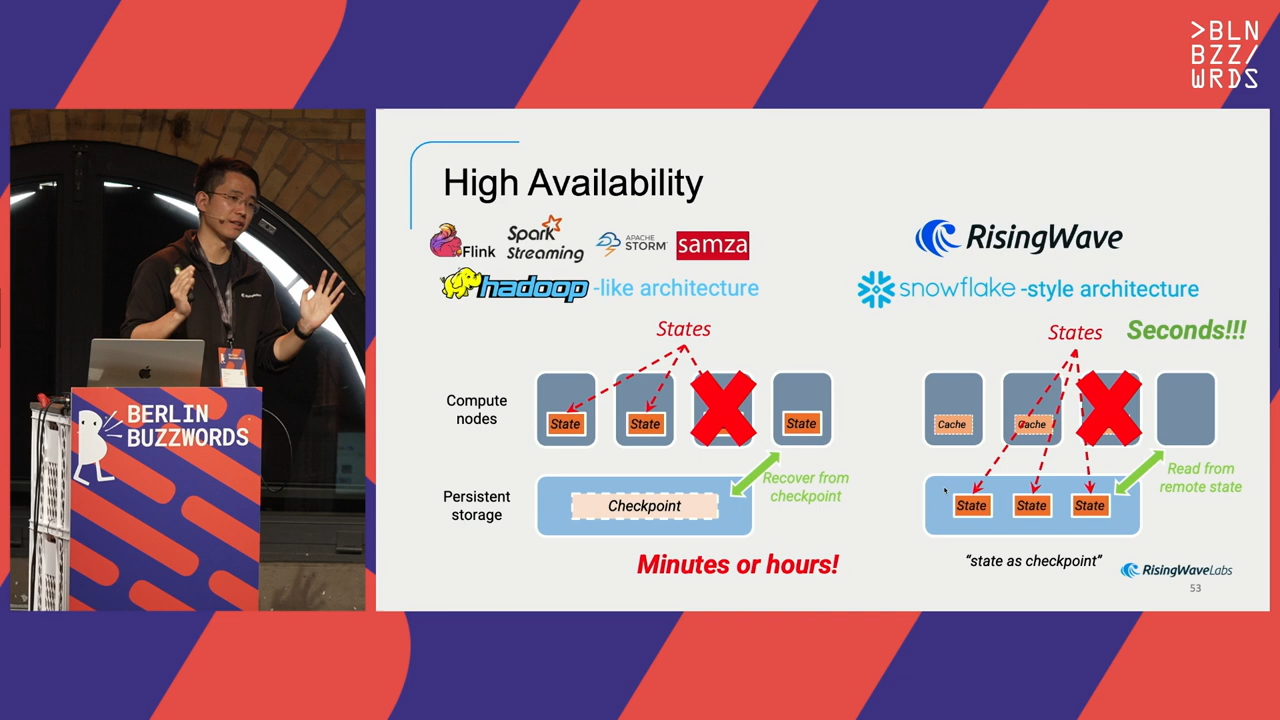 >BLN
BZZ/
WRDS
BERLIN
BUZZWORDS
High Availability
Flink
Spark
Streaming
APACHE
STORM
samza
hadoop-like architecture
RisingWave
snowflake-style architecture
States
States
Seconds!!!
Compute
nodes
State
State
State
Cache
Cache
Recover from
checkpoint
Read from
remote state
Persistent
storage
Checkpoint
State
State
State
Minutes or hours!
"state as checkpoint"
RisingWaveLabs
53